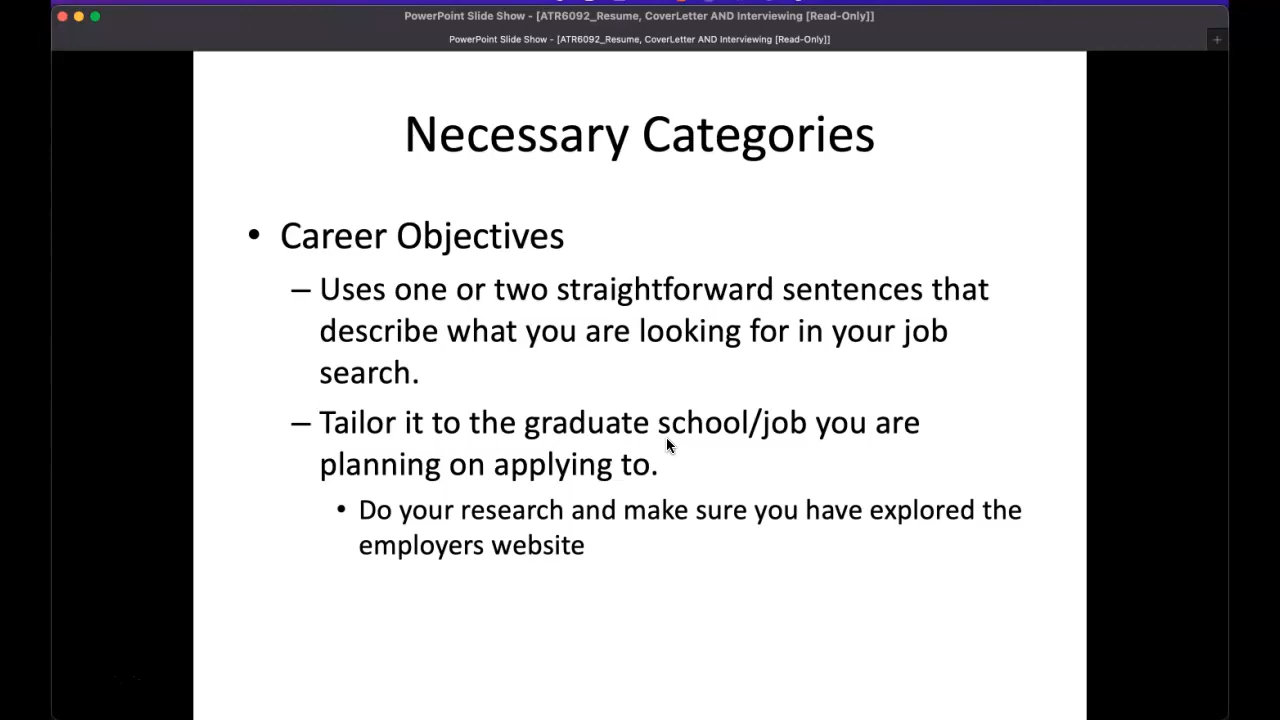 PowerPoint Slide Show - [ATR6092_Resume, CoverLetter AND Interviewing [Read-Only]]
PowerPoint Slide Show - [ATR6092_Resume, CoverLetter AND Interviewing [Read-Only]]
Necessary Categories
• Career Objectives
– Uses one or two straightforward sentences that
describe what you are looking for in your job
search.
– Tailor it to the graduate school/job you are
planning on applying to.
• Do your research and make sure you have explored the
employers website